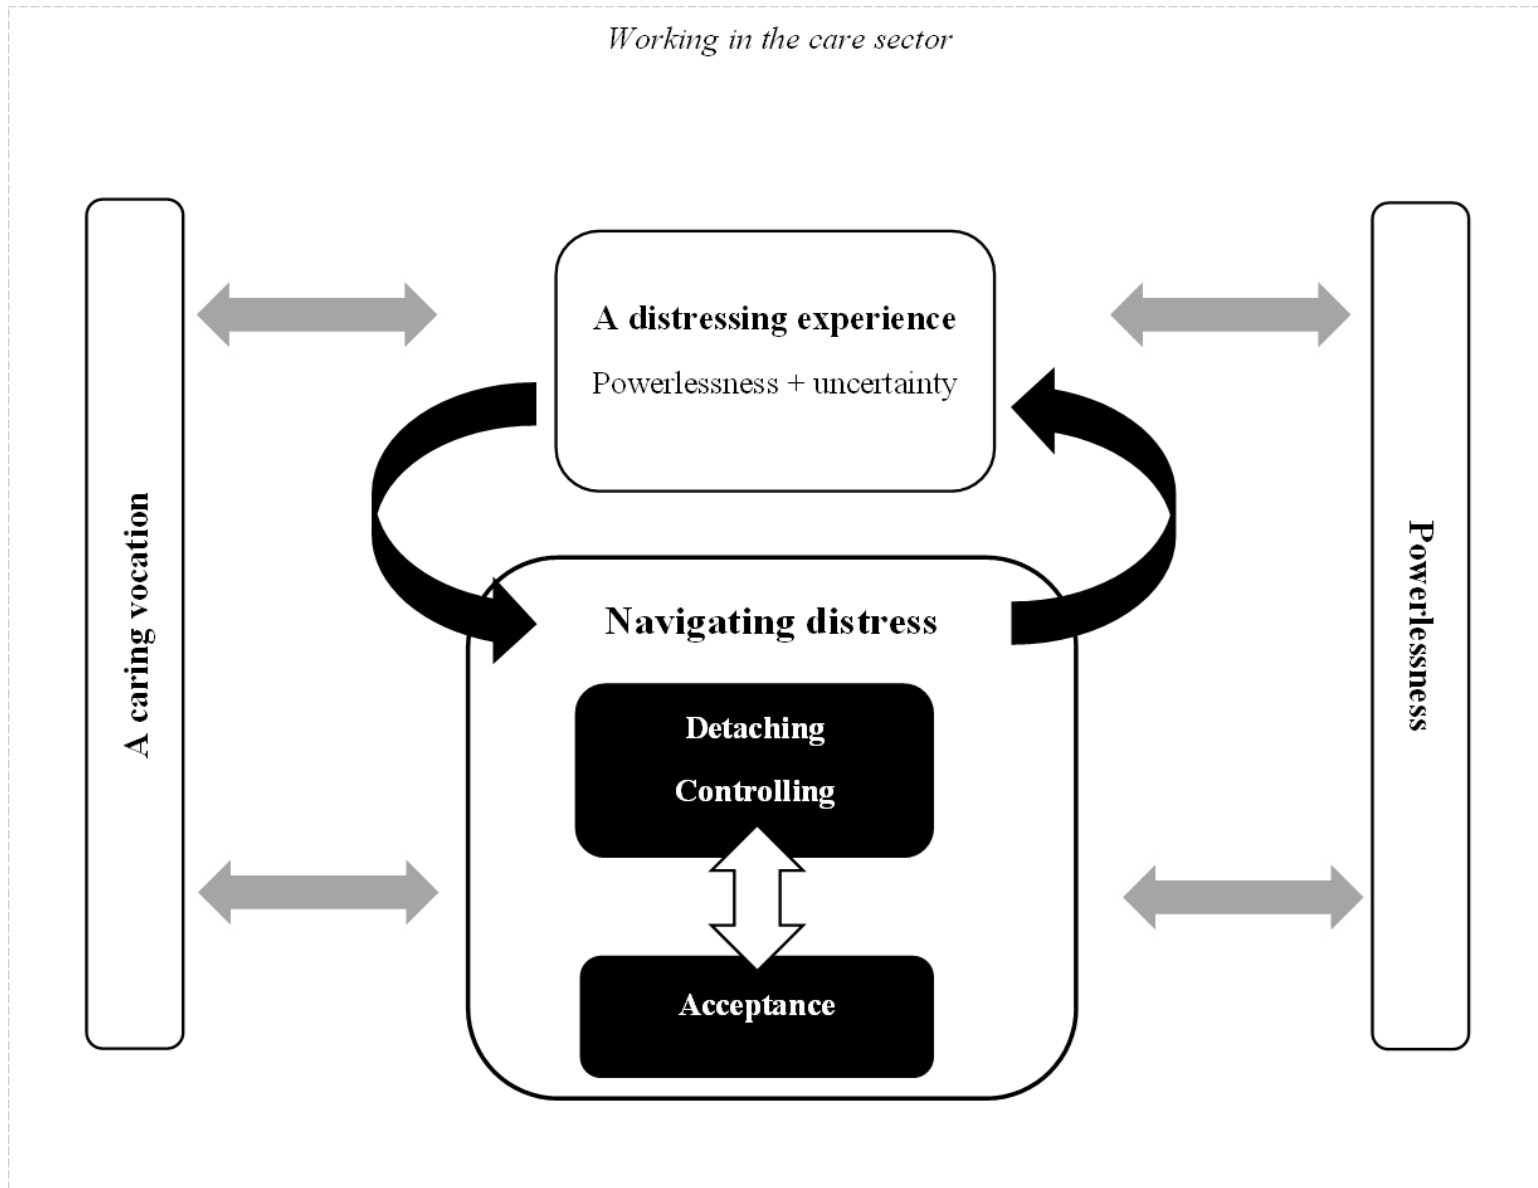 Working in the care sector
A caring vocation
A distressing experience
Powerlessness + uncertainty
Navigating distress
Detaching
Controlling
Acceptance
Powerlessness